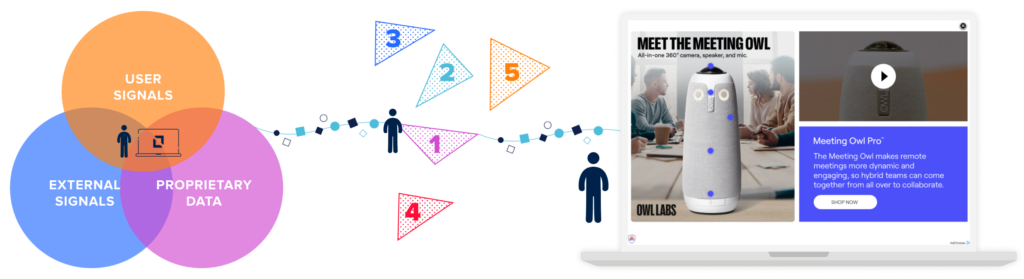 USER
SIGNALS
EXTERNAL
SIGNALS
PROPRIETARY
DATA
3
2
5
1
4
MEET THE MEETING OWL
All-in-one 360° camera, speaker, and mic.
OWL LABS
Meeting Owl Pro™
The Meeting Owl makes remote
meetings more dynamic and
engaging, so hybrid teams can come
together from all over to collaborate.
SHOP NOW